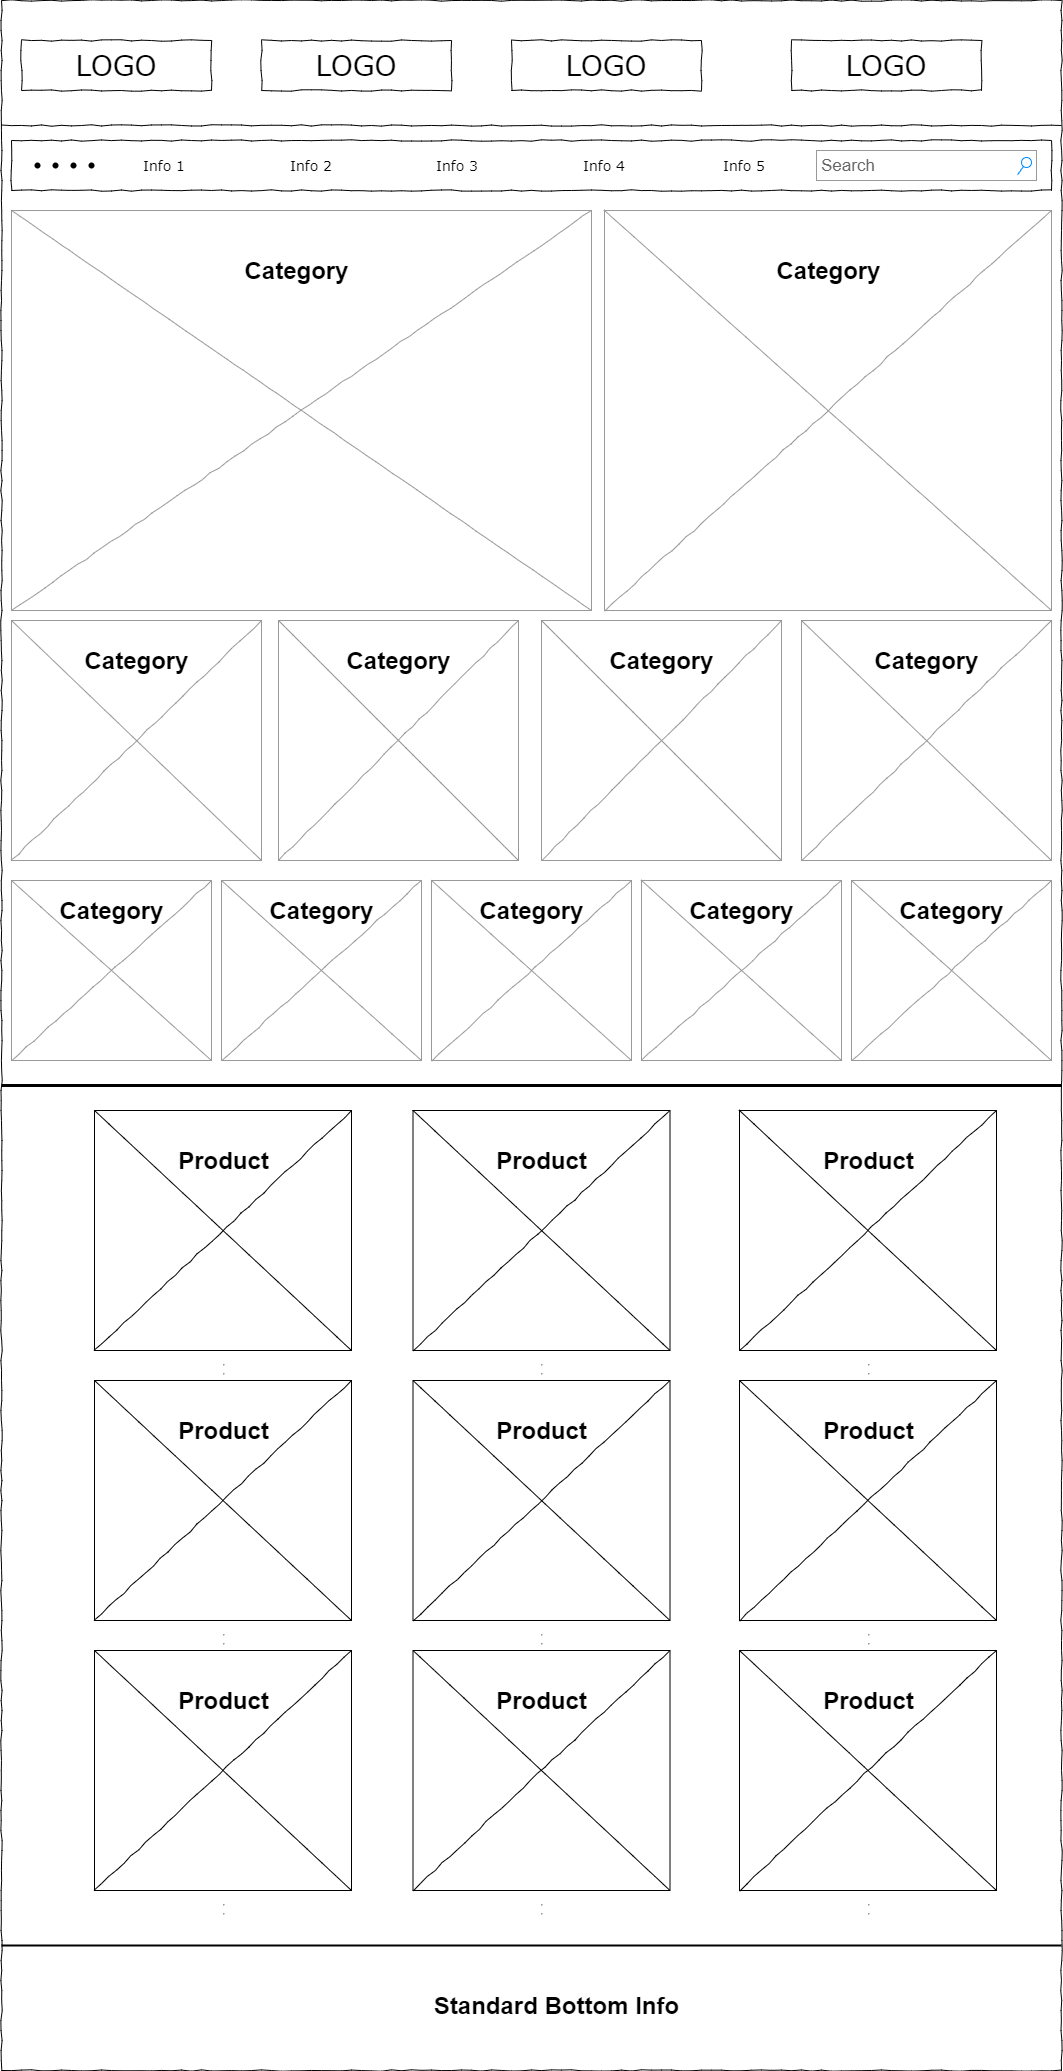 LOGO LOGO LOGO LOGO
Info 1 Info 2 Info 3 Info 4 Info 5 Search
Category Category
Category Category Category Category
Category Category Category Category Category
Product Product Product
: : :
Product Product Product
: : :
Product Product Product
: : :
Standard Bottom Info